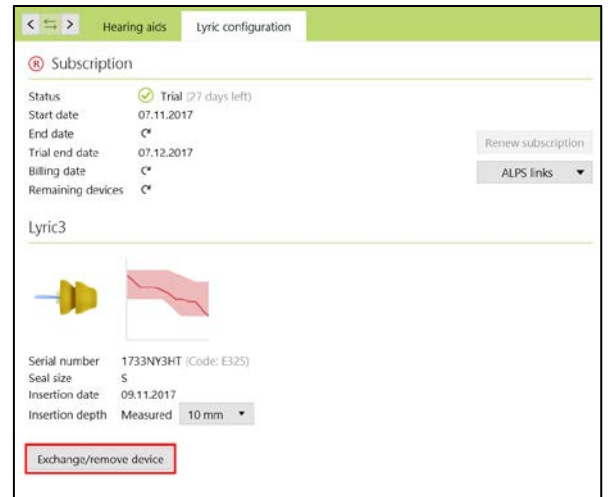 Hearing aids Lyric configuration
R Subscription
Status Trial (27 days left)
Start date 07.11.2017
End date
Trial end date 07.12.2017
Renew subscription
Billing date
ALPS links
Remaining devices
Lyric3
Serial number 1733NY3HT (Code: E325)
Seal size S
Insertion date 09.11.2017
Insertion depth Measured 10 mm
Exchange/remove device